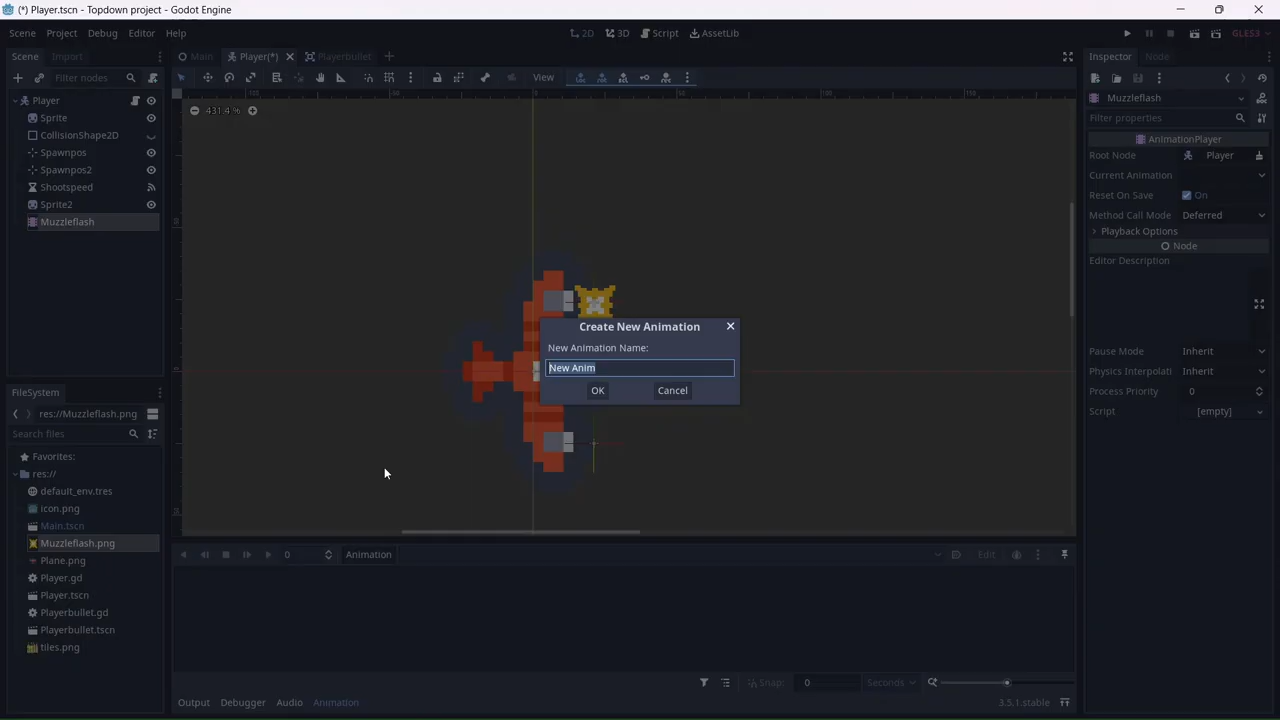 (*) Player.tscn - Topdown project - Godot Engine
Scene Project Debug Editor Help
2D 3D Script AssetLib
GLES3
Scene Import
Main Player(*) Playerbullet
Inspector Node
Filter nodes
View
431.4 %
Muzzleflash
Filter properties
Player
Sprite
CollisionShape2D
Spawnpos
Spawnpos2
Shootspeed
Sprite2
Muzzleflash
AnimationPlayer
Root Node Player
Current Animation
Reset On Save On
Method Call Mode Deferred
Playback Options
Node
Editor Description
Pause Mode Inherit
Physics Interpolati Inherit
Process Priority 0
Script [empty]
Create New Animation
New Animation Name:
New Anim
OK Cancel
FileSystem
res://Muzzleflash.png
Search files
Favorites:
res://
default_env.tres
icon.png
Main.tscn
Muzzleflash.png
Plane.png
Player.gd
Player.tscn
Playerbullet.gd
Playerbullet.tscn
tiles.png
0 Animation Edit
Snap: 0 Seconds
Output Debugger Audio Animation 3.5.1.stable